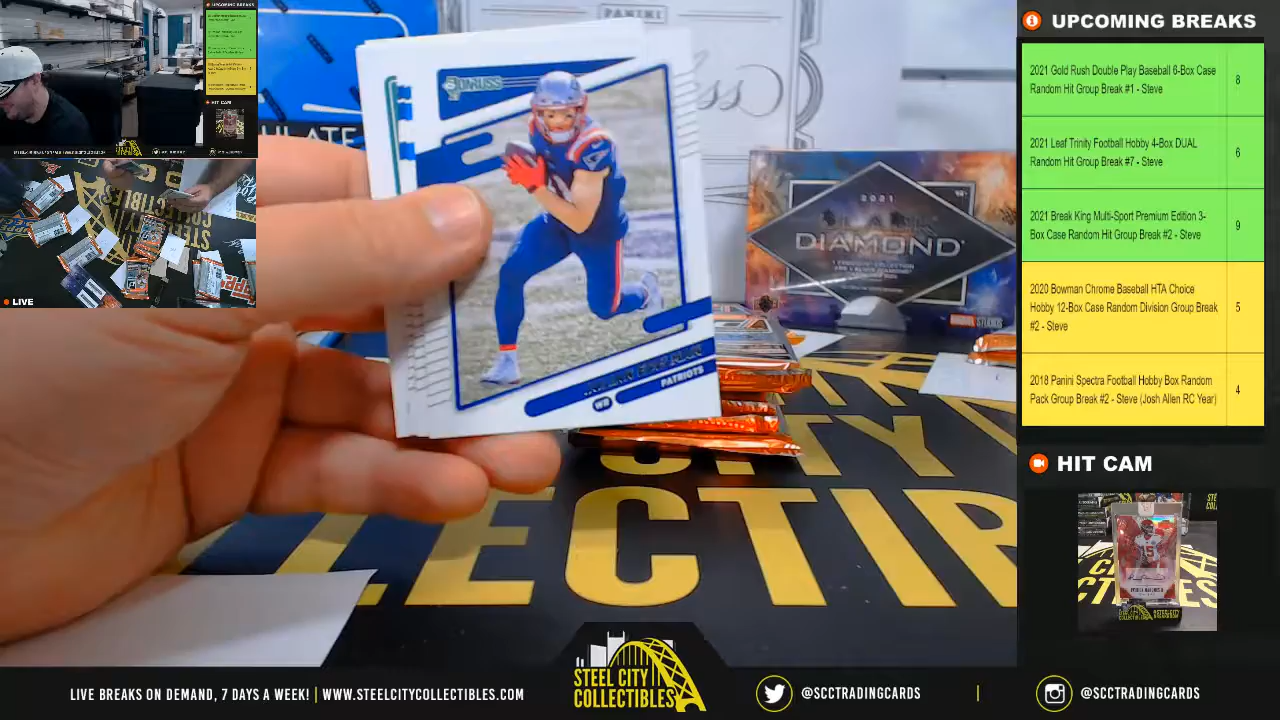 UPCOMING BREAKS
2021 Gold Rush Double Play Baseball 6-Box Case
Random Hit Group Break #1 - Steve
8
2021 Leaf Trinity Football Hobby 4-Box DUAL
Random Hit Group Break #7 - Steve
6
2021 Break King Multi-Sport Premium Edition 3-
Box Case Random Hit Group Break #2 - Steve
9
2020 Bowman Chrome Baseball HTA Choice
Hobby 12-Box Case Random Division Group Break
#2 - Steve
5
2018 Panini Spectra Football Hobby Box Random
Pack Group Break #2 - Steve (Josh Allen RC Year)
4
HIT CAM
LIVE
PANINI
DONRUSS
PATRIOTS
WR
2021
BLACK
DIAMOND
STEEL CITY
COLLECTIBLES
LIVE BREAKS ON DEMAND, 7 DAYS A WEEK! | WWW.STEELCITYCOLLECTIBLES.COM
@SCCTRADINGCARDS | @SCCTRADINGCARDS